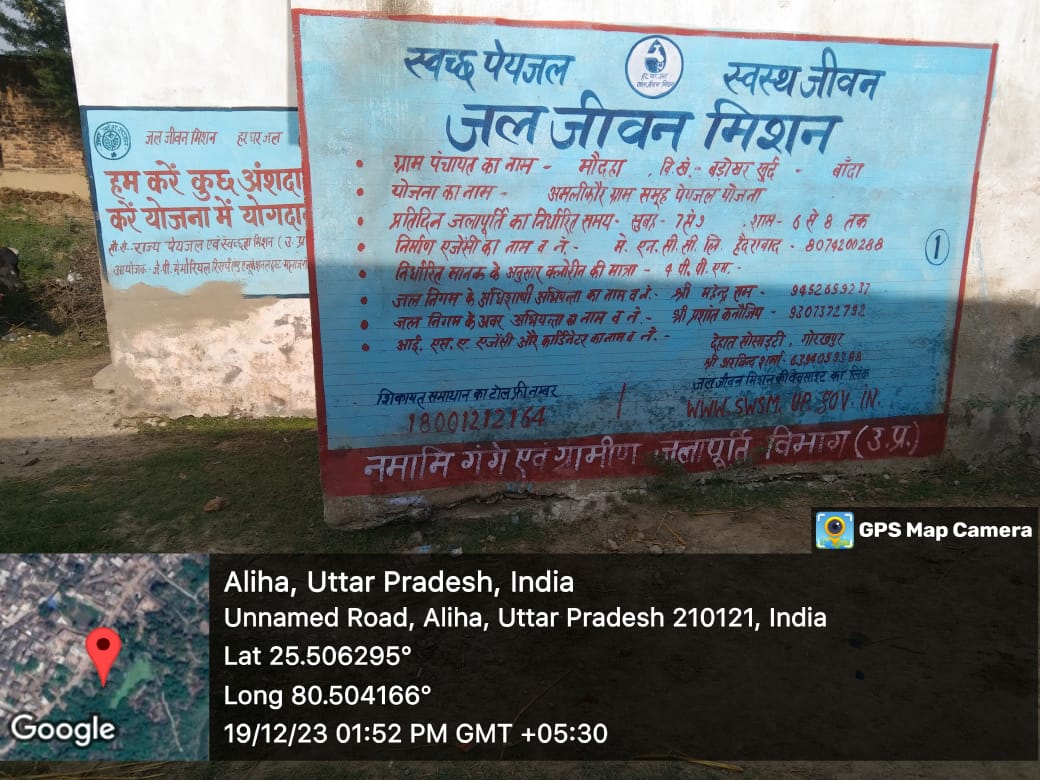 स्वच्छ पेयजल
स्वस्थ जीवन
जल जीवन मिशन
ग्राम पंचायत का नाम - मौदहा वि.खे.- बड़ोखर खुर्द - बाँदा
योजना का नाम - अमलीकौर ग्राम समूह पेयजल योजना
प्रतिदिन जलापूर्ति का निर्धारित समय- सुबह- शाम- 6 से 8 तक
निर्माण एजेंसी का नाम व नं- मे. एन.सी.सी.लि. हैदराबाद - 8074200288
निर्धारित मानक के अनुसार क्लोरीन की मात्रा - पी.पी.एम.-
जल निगम के अधिशाषी अभियन्ता का नाम व नं.- श्री महेन्द्र राम -
जल निगम के अवर अभियन्ता का नाम व नं.- श्री प्रशांत कनौजिया - 9307372792
आई. एस.ए. एजेंसी और कार्डिनेटर का नाम व नं.- देहात सोसाइटी, गोरखपुर
श्री अरविन्द शर्मा-
1
शिकायत समाधान का टोल फ्री नम्बर
18001212164
जल जीवन मिशन की वेबसाइट का लिंक
WWW.SWSM.UP.GOV.IN.
नमामि गंगे एवं ग्रामीण जलापूर्ति विभाग (उ.प्र.)
जल जीवन मिशन हर घर जल
हम करें कुछ अंशदा
करें योजना में योगदा
राज्य पेयजल एवं स्वच्छता मिशन (उ.प्र
GPS Map Camera
Aliha, Uttar Pradesh, India
Unnamed Road, Aliha, Uttar Pradesh 210121, India
Lat 25.506295°
Long 80.504166°
19/12/23 01:52 PM GMT +05:30
Google